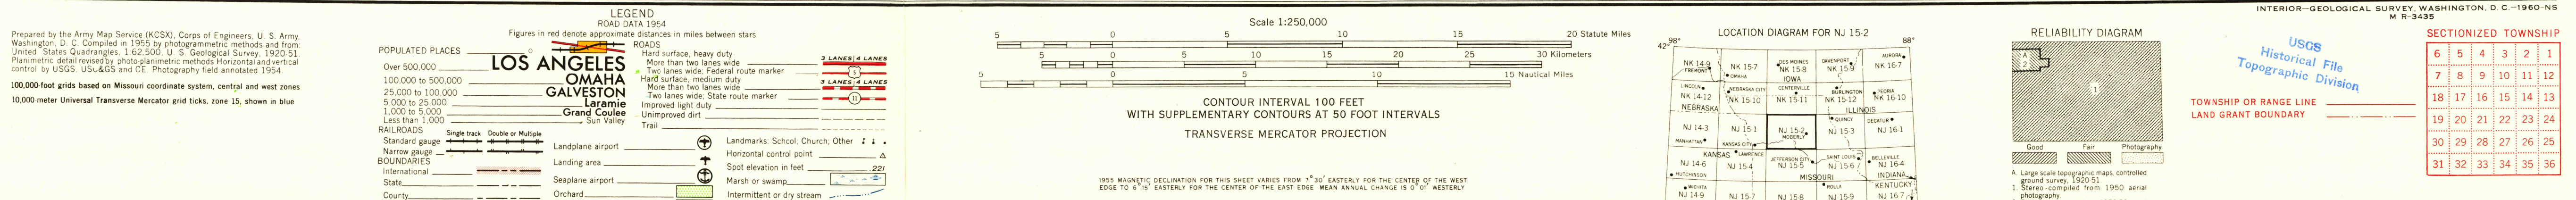 INTERIOR—GEOLOGICAL SURVEY, WASHINGTON, D. C.—1960-NS
M R-3435
Prepared by the Army Map Service (KCSX), Corps of Engineers, U. S. Army,
Washington, D. C. Compiled in 1955 by photogrammetric methods and from:
United States Quadrangles, 1:62,500, U. S. Geological Survey, 1920-51.
Planimetric detail revised by photo-planimetric methods. Horizontal and vertical
control by USGS, USC&GS and CE. Photography field annotated 1954.
100,000-foot grids based on Missouri coordinate system, central and west zones
10,000-meter Universal Transverse Mercator grid ticks, zone 15, shown in blue
LEGEND
ROAD DATA 1954
Figures in red denote approximate distances in miles between stars
POPULATED PLACES
Over 500,000 LOS ANGELES
100,000 to 500,000 OMAHA
25,000 to 100,000 GALVESTON
5,000 to 25,000 Laramie
1,000 to 5,000 Grand Coulee
Less than 1,000 Sun Valley
RAILROADS Single track Double or Multiple
Standard gauge
Narrow gauge
BOUNDARIES
International
State
County
ROADS
Hard surface, heavy duty
More than two lanes wide 3 LANES 4 LANES
Two lanes wide; Federal route marker 5
Hard surface, medium duty
More than two lanes wide 3 LANES 4 LANES
Two lanes wide; State route marker 11
Improved light duty
Unimproved dirt
Trail
Landplane airport
Landing area
Seaplane airport
Orchard
Landmarks: School; Church; Other
Horizontal control point
Spot elevation in feet 221
Marsh or swamp
Intermittent or dry stream
Scale 1:250,000
5 0 5 10 15 20 Statute Miles
5 0 5 10 15 20 25 30 Kilometers
5 0 5 10 15 Nautical Miles
CONTOUR INTERVAL 100 FEET
WITH SUPPLEMENTARY CONTOURS AT 50 FOOT INTERVALS
TRANSVERSE MERCATOR PROJECTION
1955 MAGNETIC DECLINATION FOR THIS SHEET VARIES FROM 7°30' EASTERLY FOR THE CENTER OF THE WEST
EDGE TO 6°15' EASTERLY FOR THE CENTER OF THE EAST EDGE MEAN ANNUAL CHANGE IS 0°01' WESTERLY
LOCATION DIAGRAM FOR NJ 15-2
98° 88°
42°
AURORA
NK 14-9 NK 15-7 DES MOINES NK 15-8 DAVENPORT NK 15-9 NK 16-7
FREMONT OMAHA IOWA
LINCOLN NEBRASKA CITY CENTERVILLE BURLINGTON PEORIA
NK 14-12 NK 15-10 NK 15-11 NK 15-12 NK 16-10
NEBRASKA ILLINOIS
QUINCY DECATUR
NJ 14-3 NJ 15-1 NJ 15-2 NJ 15-3 NJ 16-1
MOBERLY
MANHATTAN KANSAS CITY
KANSAS LAWRENCE JEFFERSON CITY SAINT LOUIS BELLEVILLE
NJ 14-6 NJ 15-4 NJ 15-5 NJ 15-6 NJ 16-4
HUTCHINSON MISSOURI INDIANA
WICHITA ROLLA KENTUCKY
NJ 14-9 NJ 15-7 NJ 15-8 NJ 15-9 NJ 16-7
RELIABILITY DIAGRAM
A
2
1
Good Fair Photography
A. Large scale topographic maps, controlled
ground survey, 1920-51
1. Stereo-compiled from 1950 aerial
photography.
USGS
Historical File
Topographic Division
TOWNSHIP OR RANGE LINE
LAND GRANT BOUNDARY
SECTIONIZED TOWNSHIP
6 5 4 3 2 1
7 8 9 10 11 12
18 17 16 15 14 13
19 20 21 22 23 24
30 29 28 27 26 25
31 32 33 34 35 36